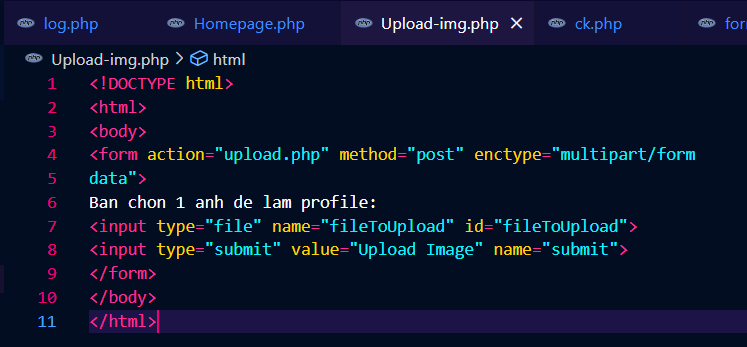 log.php Homepage.php Upload-img.php ck.php for
Upload-img.php > html
1 <!DOCTYPE html>
2 <html>
3 <body>
4 <form action="upload.php" method="post" enctype="multipart/form
5 data">
6 Ban chon 1 anh de lam profile:
7 <input type="file" name="fileToUpload" id="fileToUpload">
8 <input type="submit" value="Upload Image" name="submit">
9 </form>
10 </body>
11 </html>